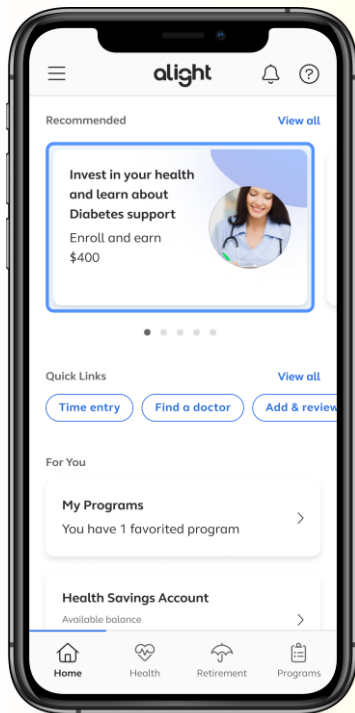 alight
Recommended
View all
Invest in your health
and learn about
Diabetes support
Enroll and earn
$400
Quick Links
View all
Time entry
Find a doctor
Add & review
For You
My Programs
You have 1 favorited program
Health Savings Account
Available balance
Home
Health
Retirement
Programs